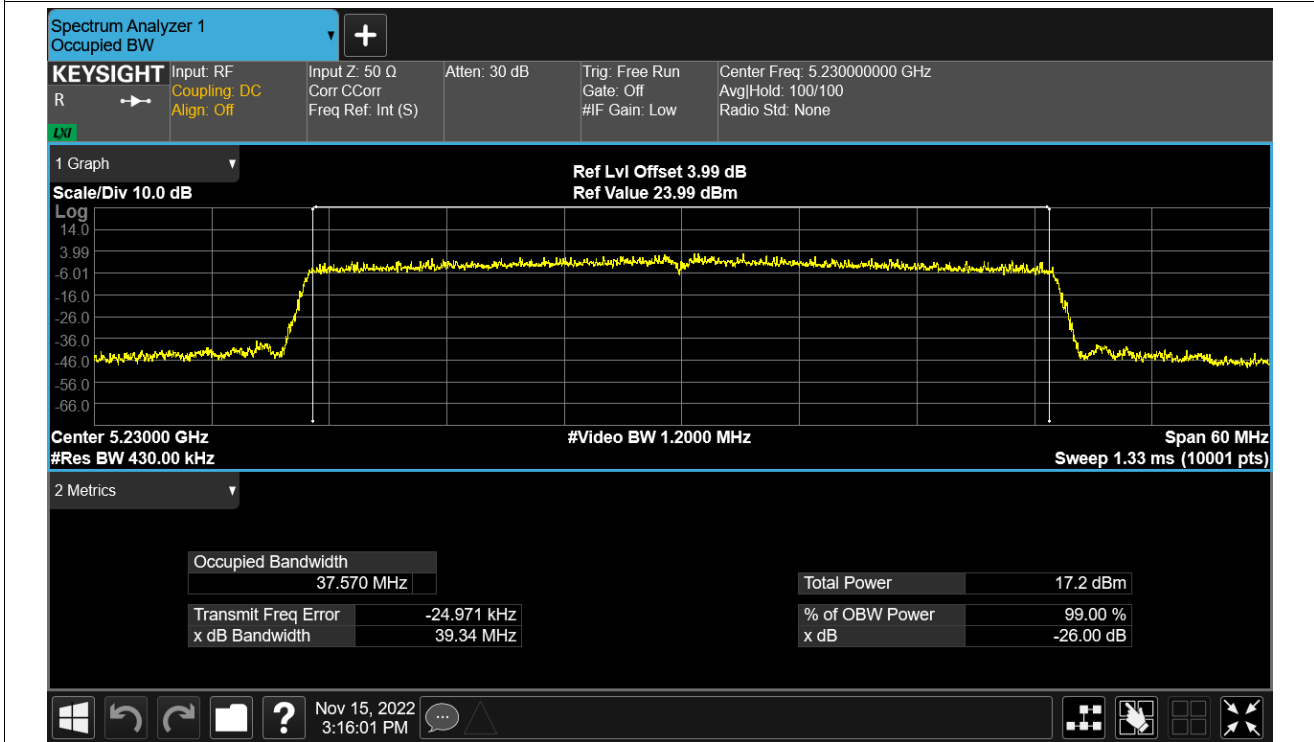 Spectrum Analyzer 1
Occupied BW
KEYSIGHT
R
LXI
Input: RF
Coupling: DC
Align: Off
Input Z: 50 Ω
Corr CCorr
Freq Ref: Int (S)
Atten: 30 dB
Trig: Free Run
Gate: Off
#IF Gain: Low
Center Freq: 5.230000000 GHz
Avg|Hold: 100/100
Radio Std: None
1 Graph
Ref Lvl Offset 3.99 dB
Scale/Div 10.0 dB
Ref Value 23.99 dBm
Log
14.0
3.99
-6.01
-16.0
-26.0
-36.0
-46.0
-56.0
-66.0
Center 5.23000 GHz
#Video BW 1.2000 MHz
Span 60 MHz
#Res BW 430.00 kHz
Sweep 1.33 ms (10001 pts)
2 Metrics
Occupied Bandwidth
37.570 MHz
Total Power 17.2 dBm
Transmit Freq Error -24.971 kHz
% of OBW Power 99.00 %
x dB Bandwidth 39.34 MHz
x dB -26.00 dB
?
Nov 15, 2022
3:16:01 PM